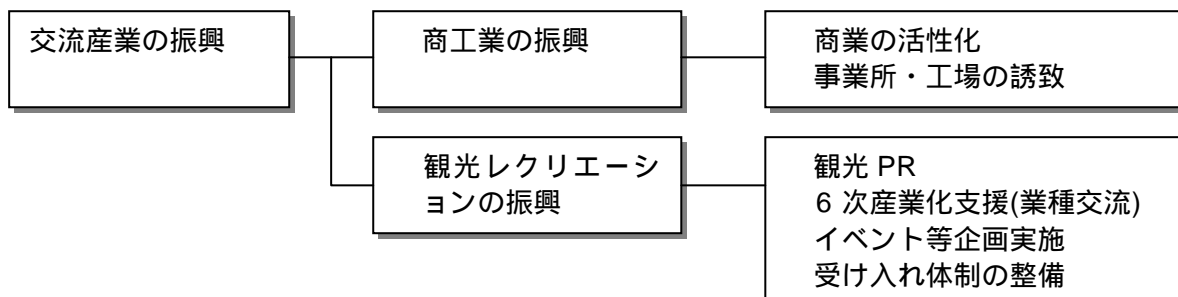 交流産業の振興
商工業の振興
商業の活性化
事業所・工場の誘致
観光レクリエーシ
ョンの振興
観光 PR
6 次産業化支援(業種交流)
イベント等企画実施
受け入れ体制の整備